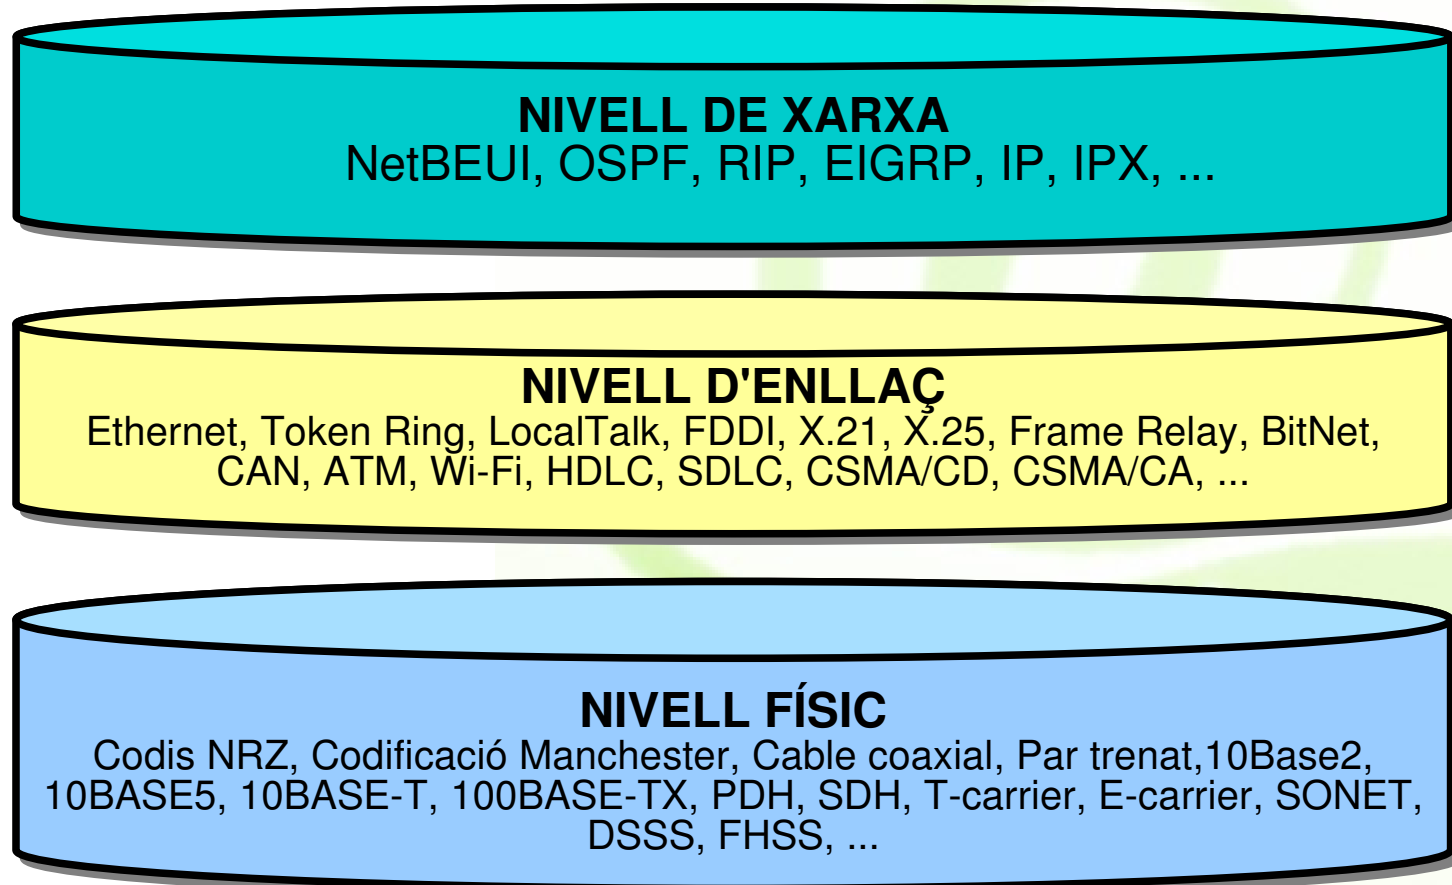 NIVELL DE XARXA
NetBEUI, OSPF, RIP, EIGRP, IP, IPX, ...
NIVELL D'ENLLAÇ
Ethernet, Token Ring, LocalTalk, FDDI, X.21, X.25, Frame Relay, BitNet,
CAN, ATM, Wi-Fi, HDLC, SDLC, CSMA/CD, CSMA/CA, ...
NIVELL FÍSIC
Codis NRZ, Codificació Manchester, Cable coaxial, Par trenat,10Base2,
10BASE5, 10BASE-T, 100BASE-TX, PDH, SDH, T-carrier, E-carrier, SONET,
DSSS, FHSS, ...